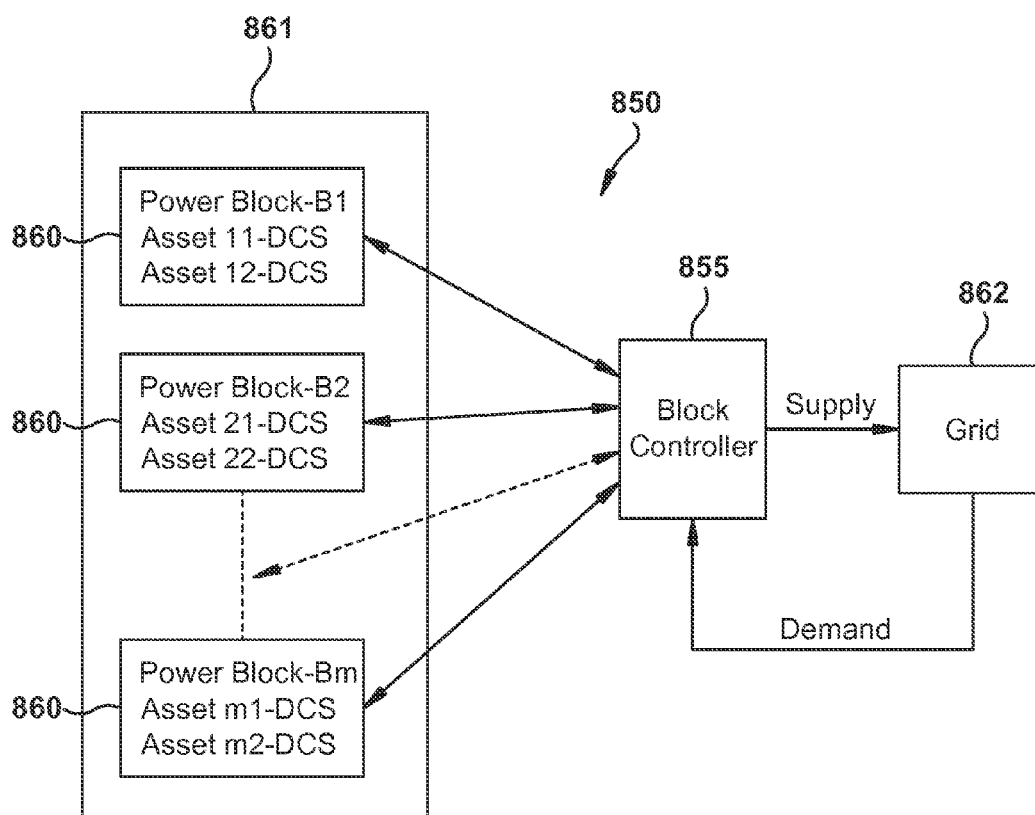 861
850
860
Power Block-B1
Asset 11-DCS
Asset 12-DCS
855
862
860
Power Block-B2
Asset 21-DCS
Asset 22-DCS
Block
Controller
Supply
Grid
Demand
860
Power Block-Bm
Asset m1-DCS
Asset m2-DCS